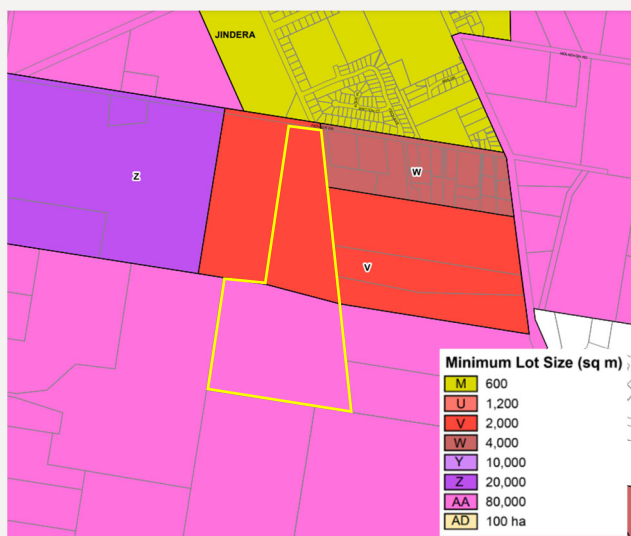 JINDERA
Z
W
V
Minimum Lot Size (sq m)
M 600
U 1,200
V 2,000
W 4,000
Y 10,000
Z 20,000
AA 80,000
AD 100 ha